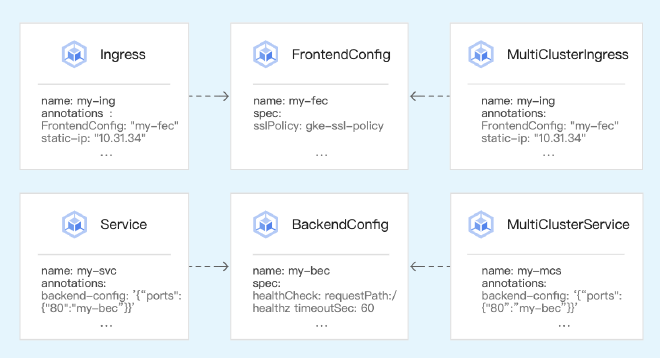 Ingress
name: my-ing
annotations :
FrontendConfig: "my-fec"
static-ip: "10.31.34"
...
FrontendConfig
name: my-fec
spec:
sslPolicy: gke-ssl-policy
...
MultiClusterIngress
name: my-ing
annotations:
FrontendConfig: "my-fec"
static-ip: "10.31.34"
...
Service
name: my-svc
annotations:
backend-config: ‘{“ports":
{"80":"my-bec”}}’
...
BackendConfig
name: my-bec
spec:
healthCheck: requestPath:/
healthz timeoutSec: 60
...
MultiClusterService
name: my-mcs
annotations:
backend-config: ‘{“ports":
{"80”:”my-bec”}}’
...